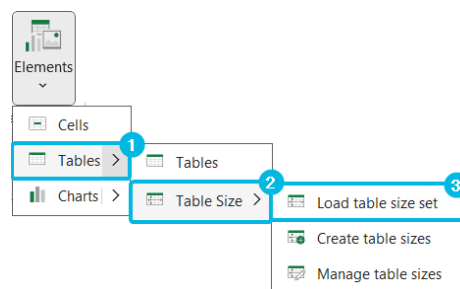 Elements
Cells
1
Tables
Tables
Charts
2
Table Size
3
Load table size set
Create table sizes
Manage table sizes